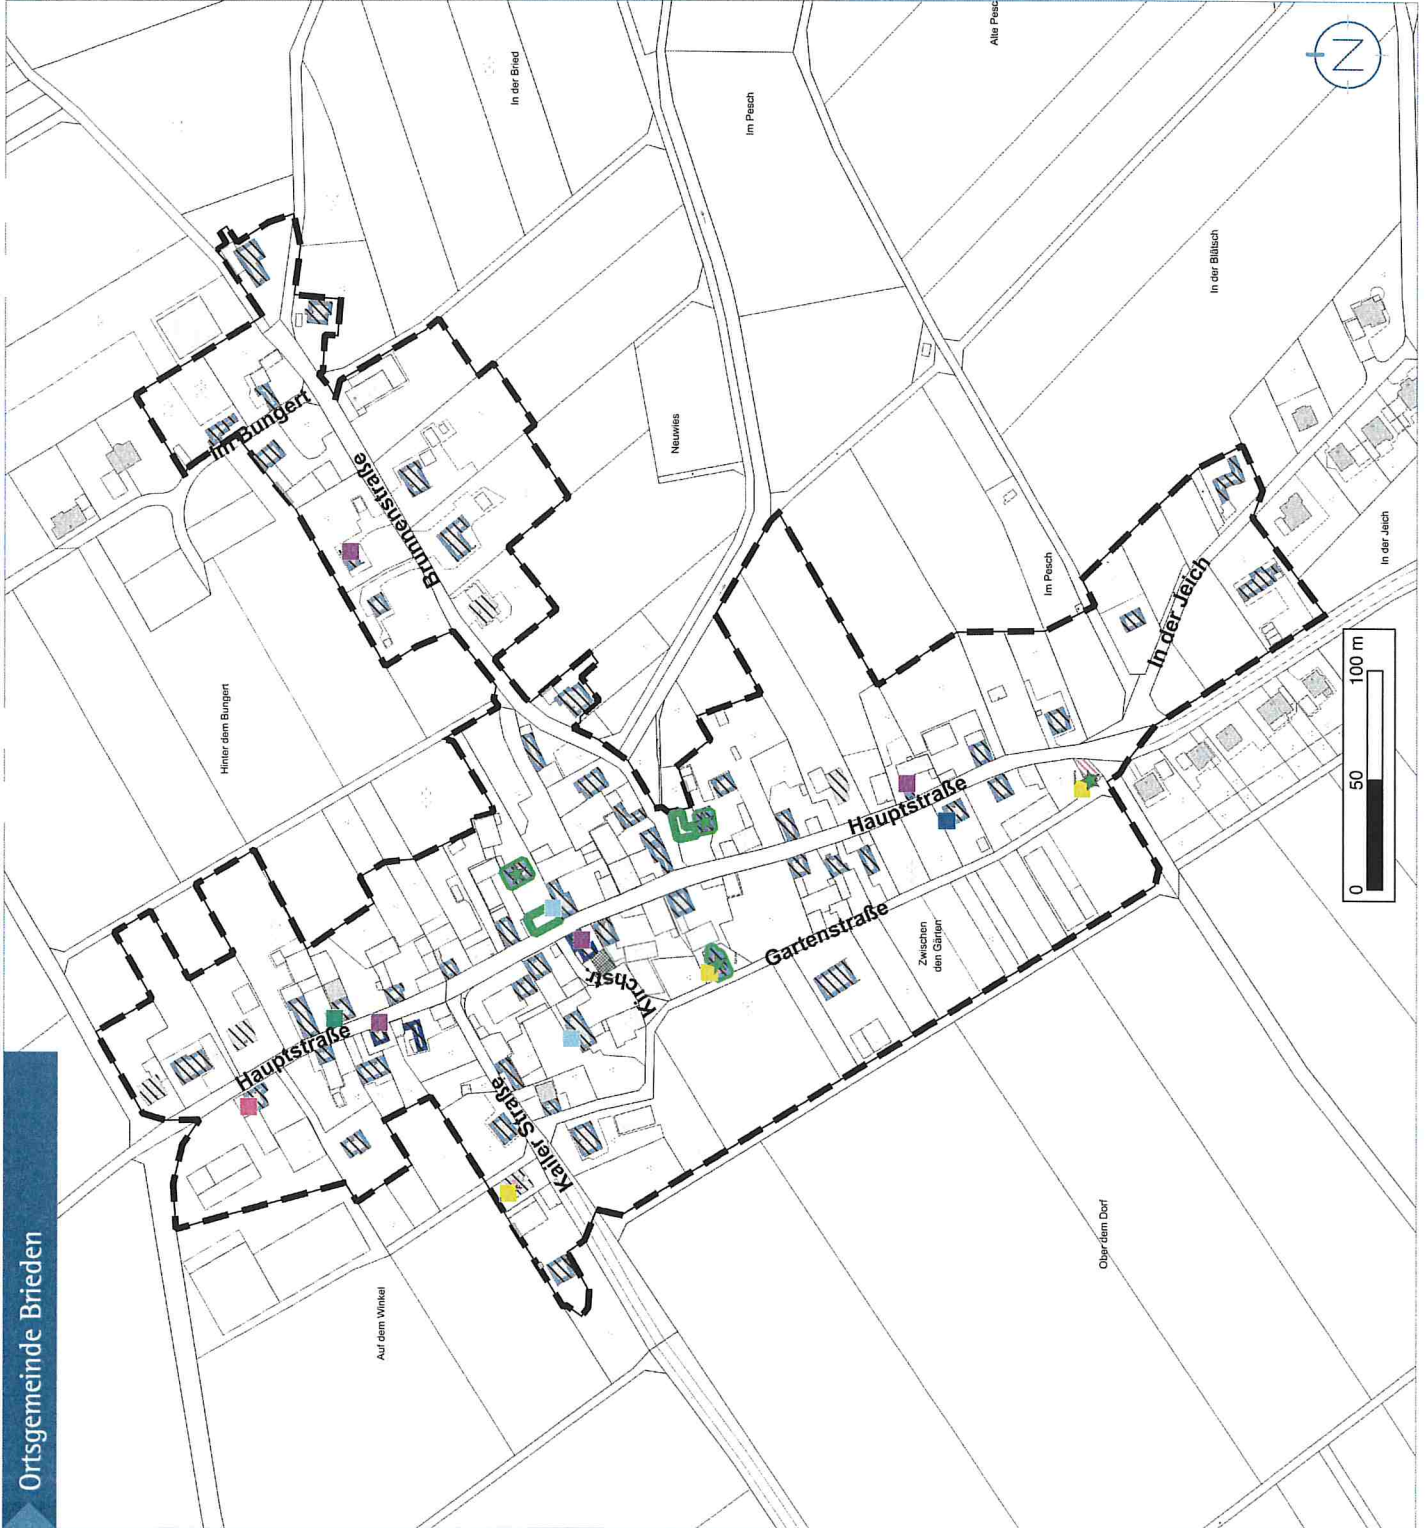 Ortsgemeinde Brieden
In der Bried
Alte Pesc
Im Pesch
N
In der Blätsch
Im Bungert
Brunnenstraße
Neuwies
Hinter dem Bungert
Im Pesch
In der Jeich
In der Jeich
Hauptstraße
Hauptstraße
Gartenstraße
Kirchstr.
Kailer Straße
Zwischen
den Gärten
Auf dem Winkel
Ober dem Dorf
0 50 100 m